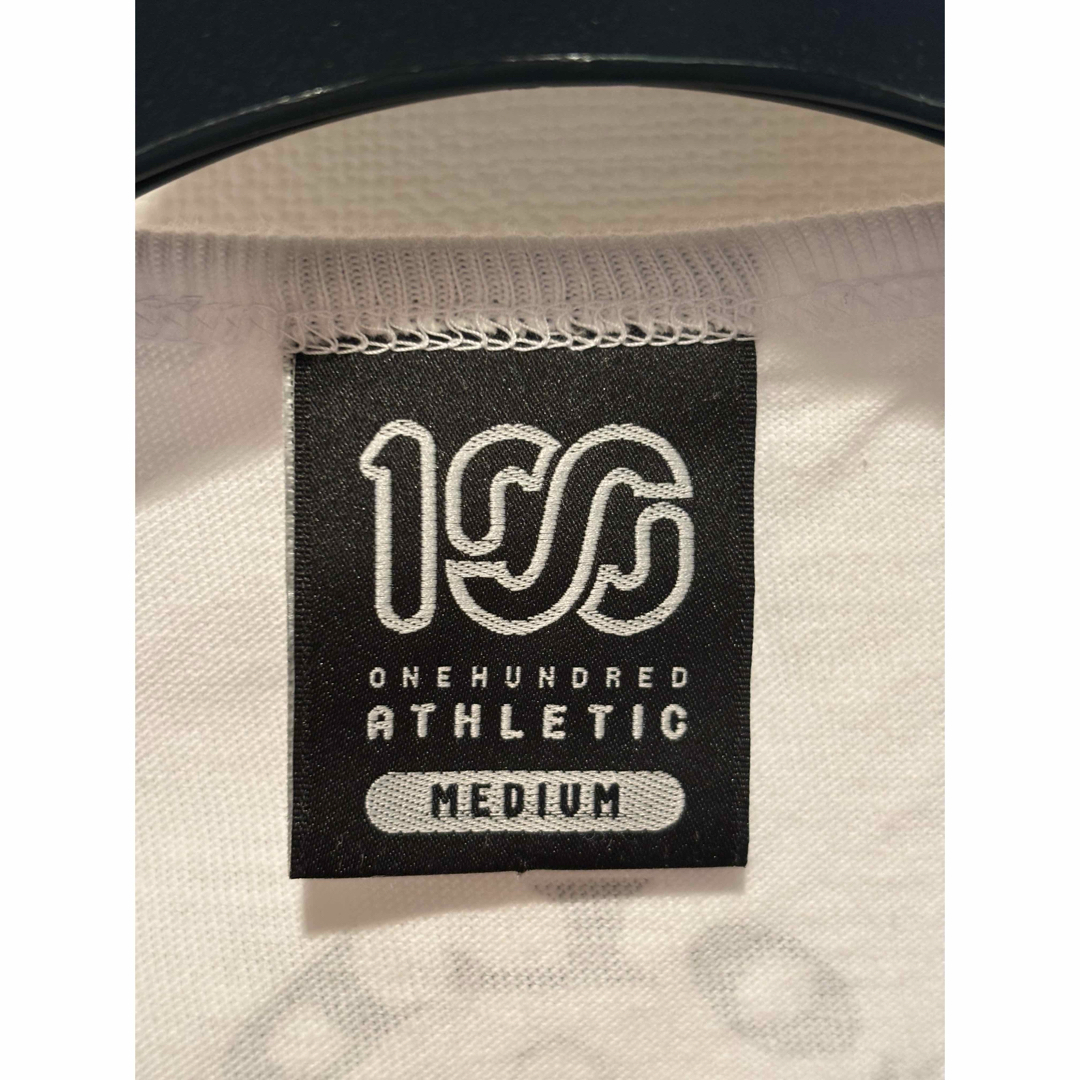 100
ONEHUNDRED
ATHLETIC
MEDIUM